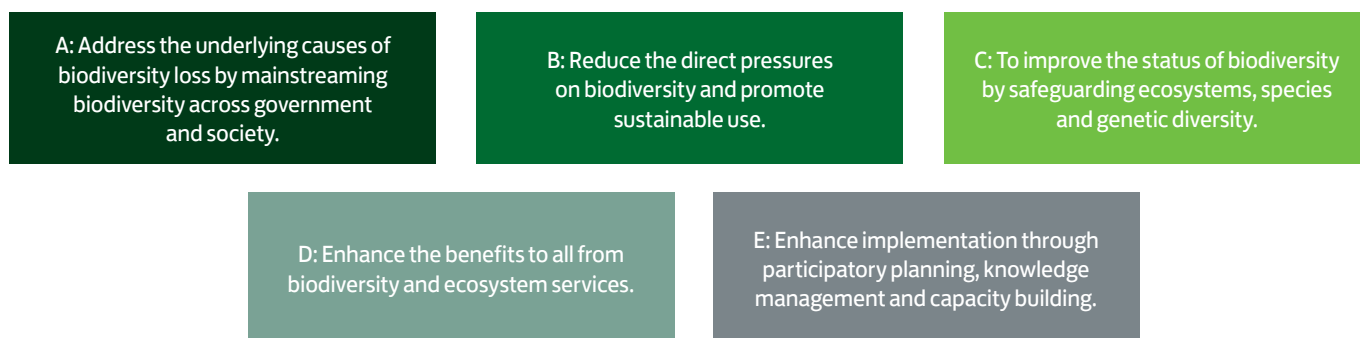 A: Address the underlying causes of
biodiversity loss by mainstreaming
biodiversity across government
and society.
B: Reduce the direct pressures
on biodiversity and promote
sustainable use.
C: To improve the status of biodiversity
by safeguarding ecosystems, species
and genetic diversity.
D: Enhance the benefits to all from
biodiversity and ecosystem services.
E: Enhance implementation through
participatory planning, knowledge
management and capacity building.